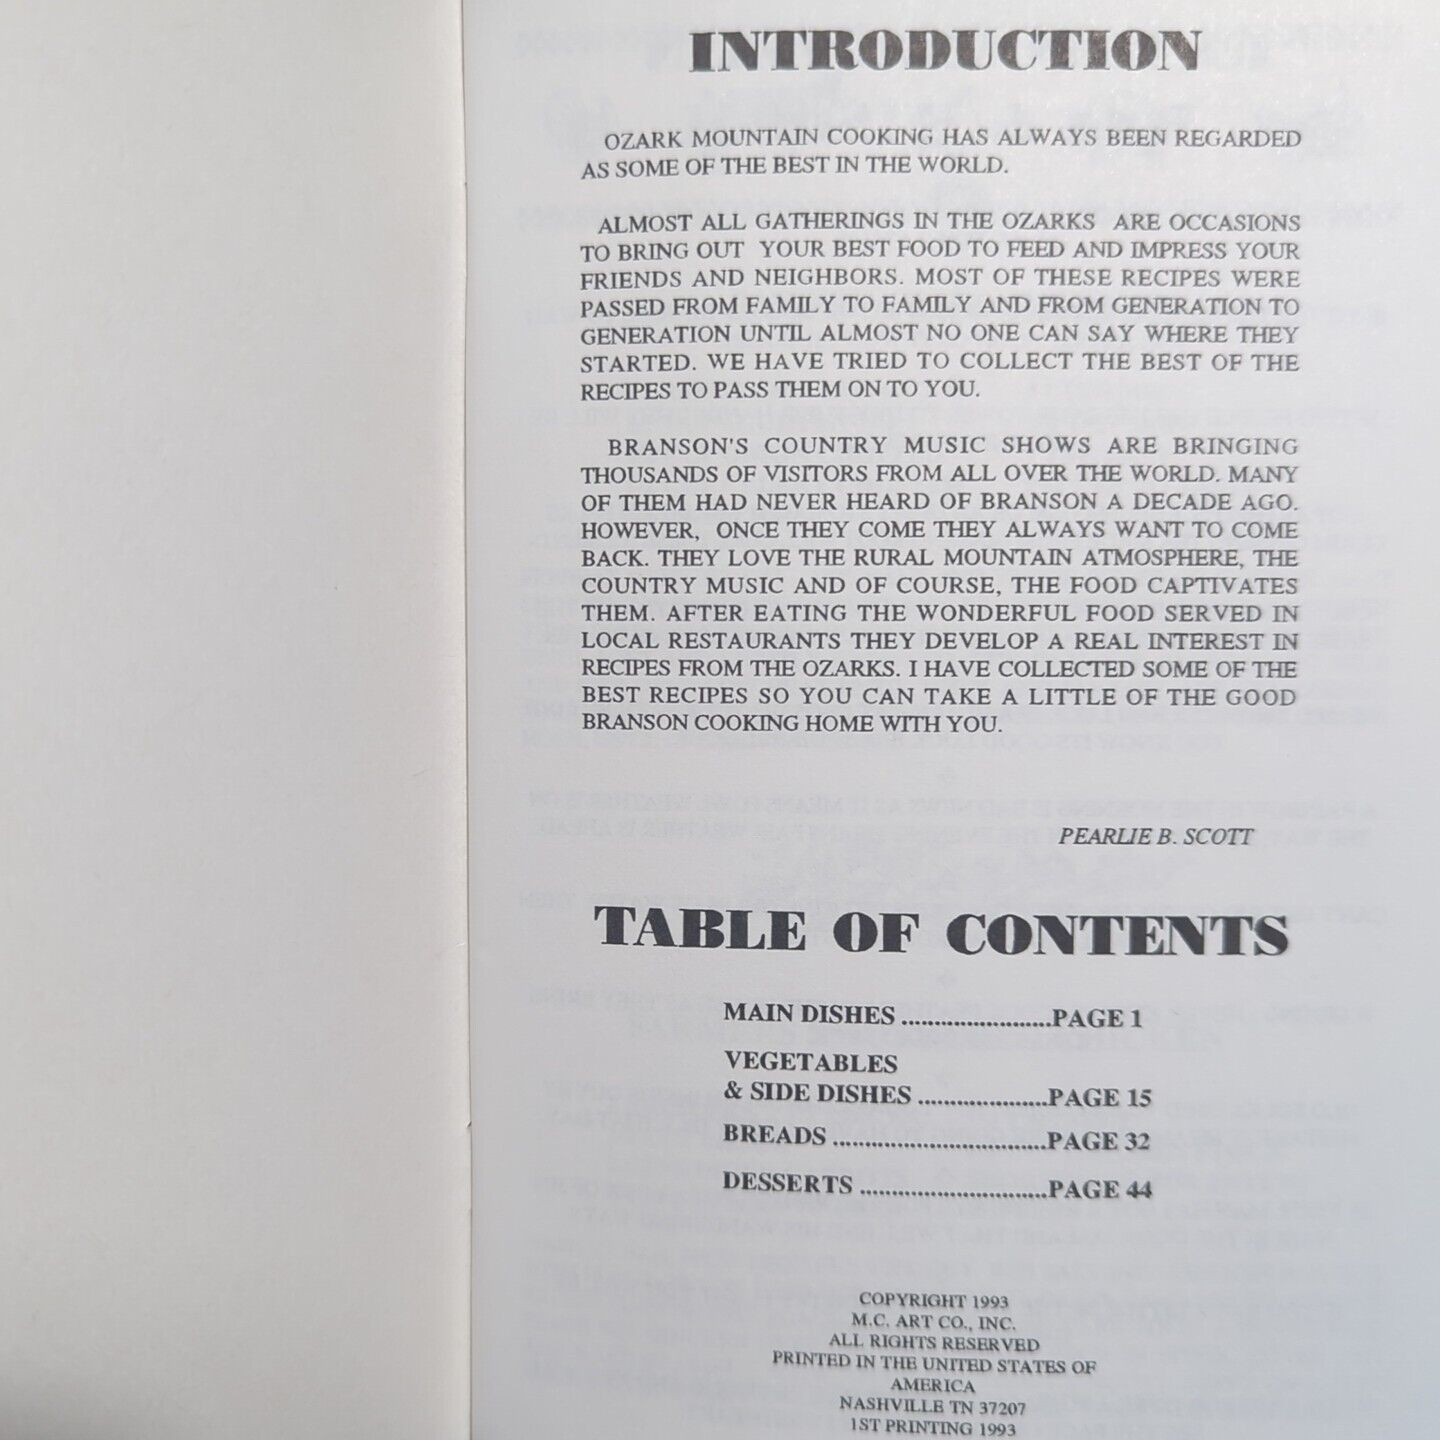 INTRODUCTION
OZARK MOUNTAIN COOKING HAS ALWAYS BEEN REGARDED
AS SOME OF THE BEST IN THE WORLD.
ALMOST ALL GATHERINGS IN THE OZARKS ARE OCCASIONS
TO BRING OUT YOUR BEST FOOD TO FEED AND IMPRESS YOUR
FRIENDS AND NEIGHBORS. MOST OF THESE RECIPES WERE
PASSED FROM FAMILY TO FAMILY AND FROM GENERATION TO
GENERATION UNTIL ALMOST NO ONE CAN SAY WHERE THEY
STARTED. WE HAVE TRIED TO COLLECT THE BEST OF THE
RECIPES TO PASS THEM ON TO YOU.
BRANSON'S COUNTRY MUSIC SHOWS ARE BRINGING
THOUSANDS OF VISITORS FROM ALL OVER THE WORLD. MANY
OF THEM HAD NEVER HEARD OF BRANSON A DECADE AGO.
HOWEVER, ONCE THEY COME THEY ALWAYS WANT TO COME
BACK. THEY LOVE THE RURAL MOUNTAIN ATMOSPHERE, THE
COUNTRY MUSIC AND OF COURSE, THE FOOD CAPTIVATES
THEM. AFTER EATING THE WONDERFUL FOOD SERVED IN
LOCAL RESTAURANTS THEY DEVELOP A REAL INTEREST IN
RECIPES FROM THE OZARKS. I HAVE COLLECTED SOME OF THE
BEST RECIPES SO YOU CAN TAKE A LITTLE OF THE GOOD
BRANSON COOKING HOME WITH YOU.
PEARLIE B. SCOTT
TABLE OF CONTENTS
MAIN DISHES ........................PAGE 1
VEGETABLES
& SIDE DISHES .....................PAGE 15
BREADS ..................................PAGE 32
DESSERTS ..............................PAGE 44
COPYRIGHT 1993
M.C. ART CO., INC.
ALL RIGHTS RESERVED
PRINTED IN THE UNITED STATES OF
AMERICA
NASHVILLE TN 37207
1ST PRINTING 1993